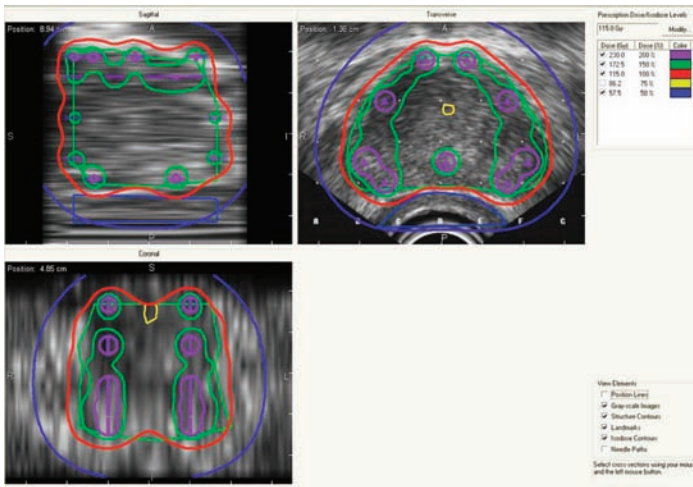 Sagittal
Position: 8.94
A
S
I
P
Transverse
Position: 1.36 cm
A
R
P
A
B
E
F
G
Coronal
Position: 4.85 cm
S
R
L
Prescription Dose/Isodose Levels
115.0 Gy
Modify...
Dose (Gy) Dose (%) Color
230.0 200 %
172.5 150 %
115.0 100 %
86.2 75 %
57.5 50 %
View Elements
Position Lines
Gray-scale Images
Structure Contours
Landmarks
Isodose Contours
Needle Paths
Select cross-sections using your mouse
and the left mouse button.